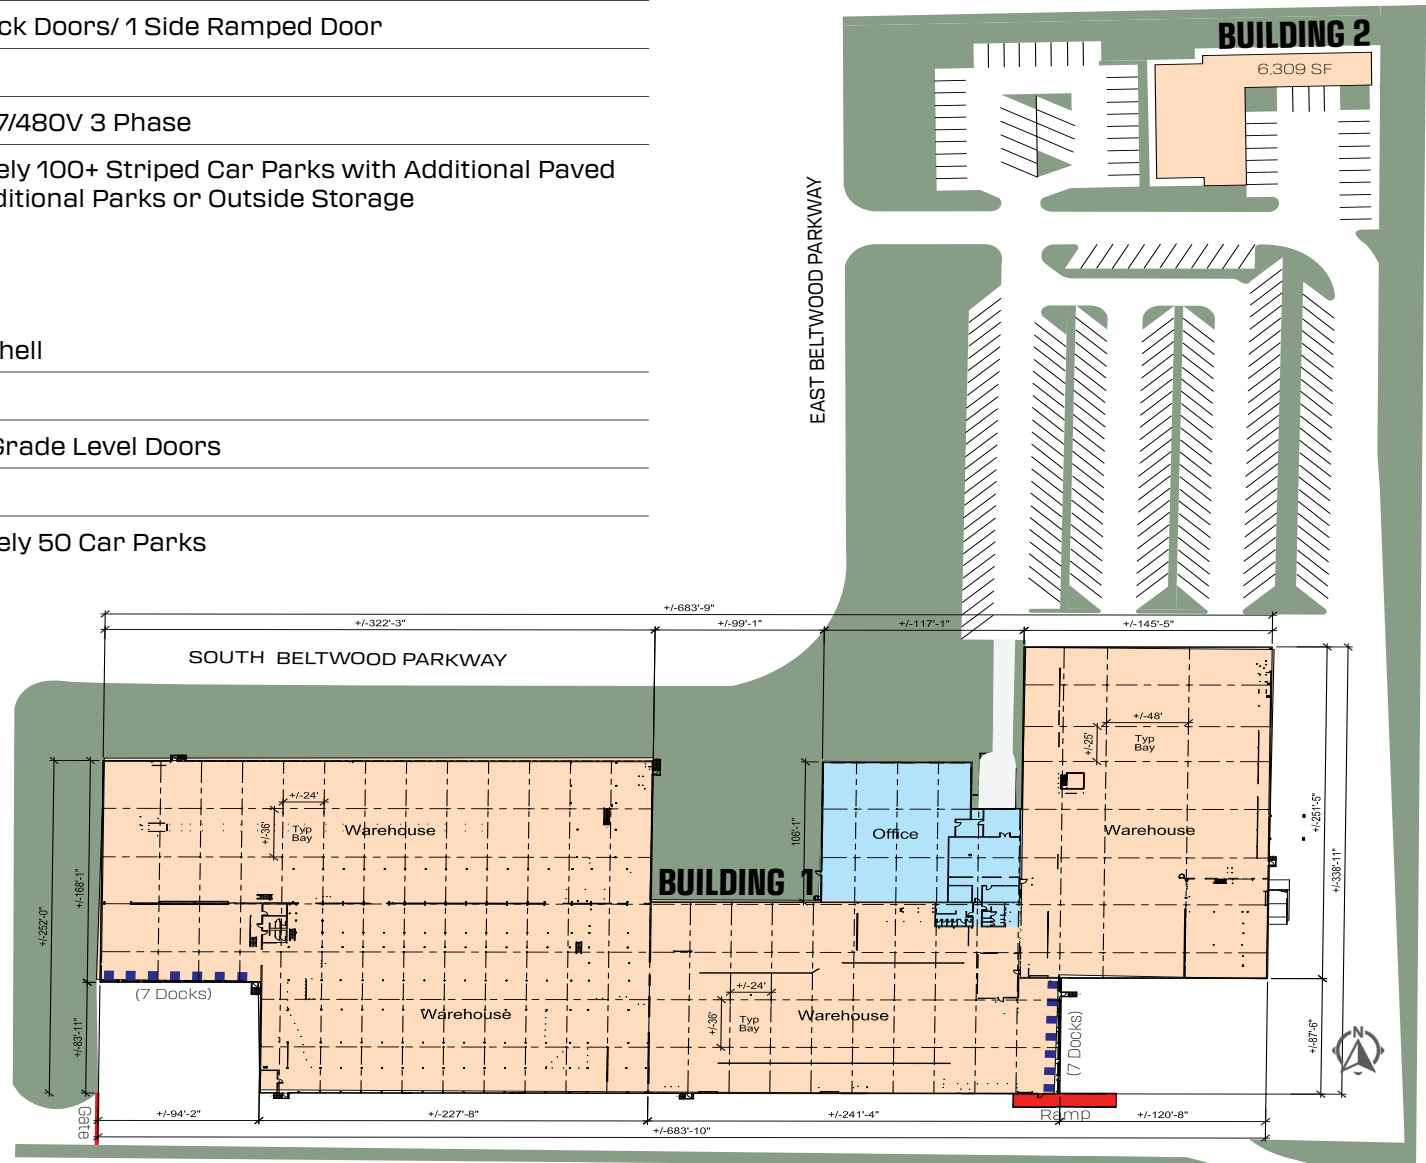 ck Doors/ 1 Side Ramped Door
7/480V 3 Phase
ely 100+ Striped Car Parks with Additional Paved
ditional Parks or Outside Storage
hell
Grade Level Doors
ely 50 Car Parks
BUILDING 2
6,309 SF
EAST BELTWOOD PARKWAY
+/-683'-9"
+/-322'-3"
+/-99'-1"
+/-117'-1"
+/-145'-5"
SOUTH BELTWOOD PARKWAY
+/-48'
+/-25'
Typ
Bay
+/-24'
+/-36'
Typ
Bay
Warehouse
106'-1"
Office
Warehouse
+/-251'-5"
+/-338'-11"
+/-168'-1"
+/-252'-0"
BUILDING 1
(7 Docks)
+/-24'
+/-36'
Typ
Bay
Warehouse
Warehouse
(7 Docks)
+/-83'-11"
+/-87'-6"
N
Gate
+/-94'-2"
+/-227'-8"
+/-241'-4"
Ramp
+/-120'-8"
+/-683'-10"